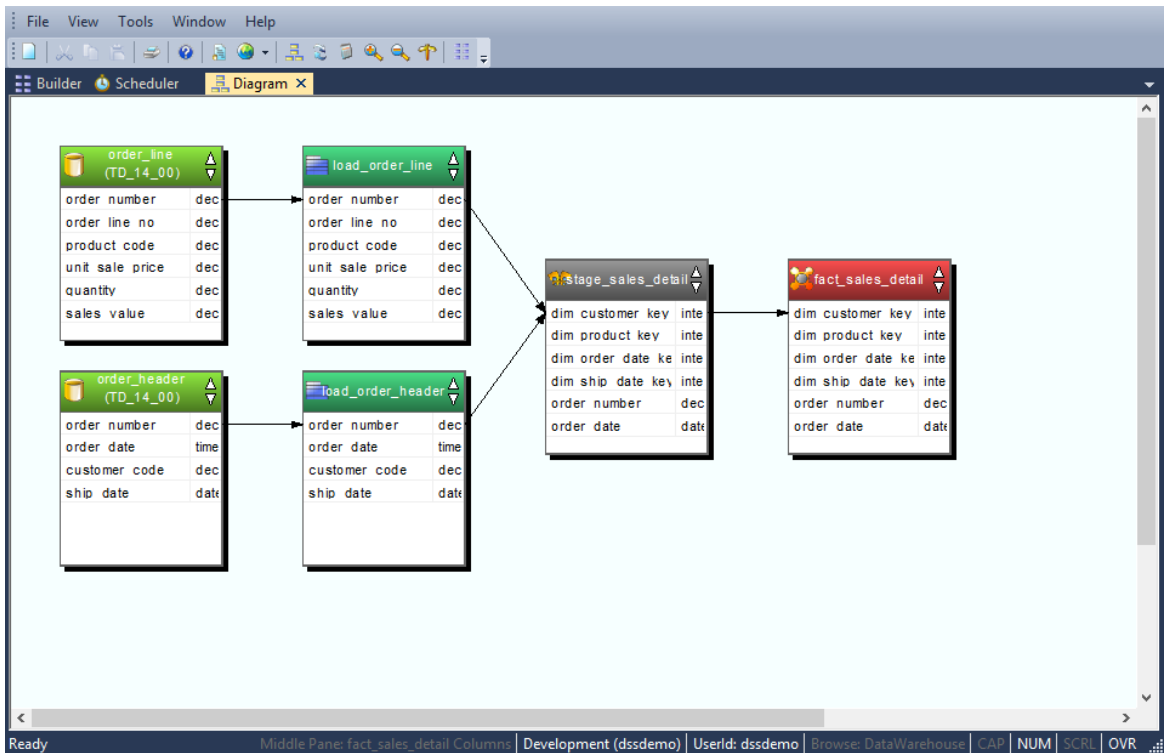 File View Tools Window Help
Builder Scheduler Diagram
order_line
(TD_14_00)
order number dec
order line no dec
product code dec
unit sale price dec
quantity dec
sales value dec
load_order_line
order number dec
order line no dec
product code dec
unit sale price dec
quantity dec
sales value dec
stage_sales_detail
dim customer key inte
dim product key inte
dim order date ke inte
dim ship date key inte
order number dec
order date date
fact_sales_detail
dim customer key inte
dim product key inte
dim order date ke inte
dim ship date key inte
order number dec
order date date
order_header
(TD_14_00)
order number dec
order date time
customer code dec
ship date date
load_order_header
order number dec
order date time
customer code dec
ship date date
Ready Middle Pane: fact_sales_detail Columns Development (dssdemo) UserId: dssdemo Browse: DataWarehouse CAP NUM SCRL OVR